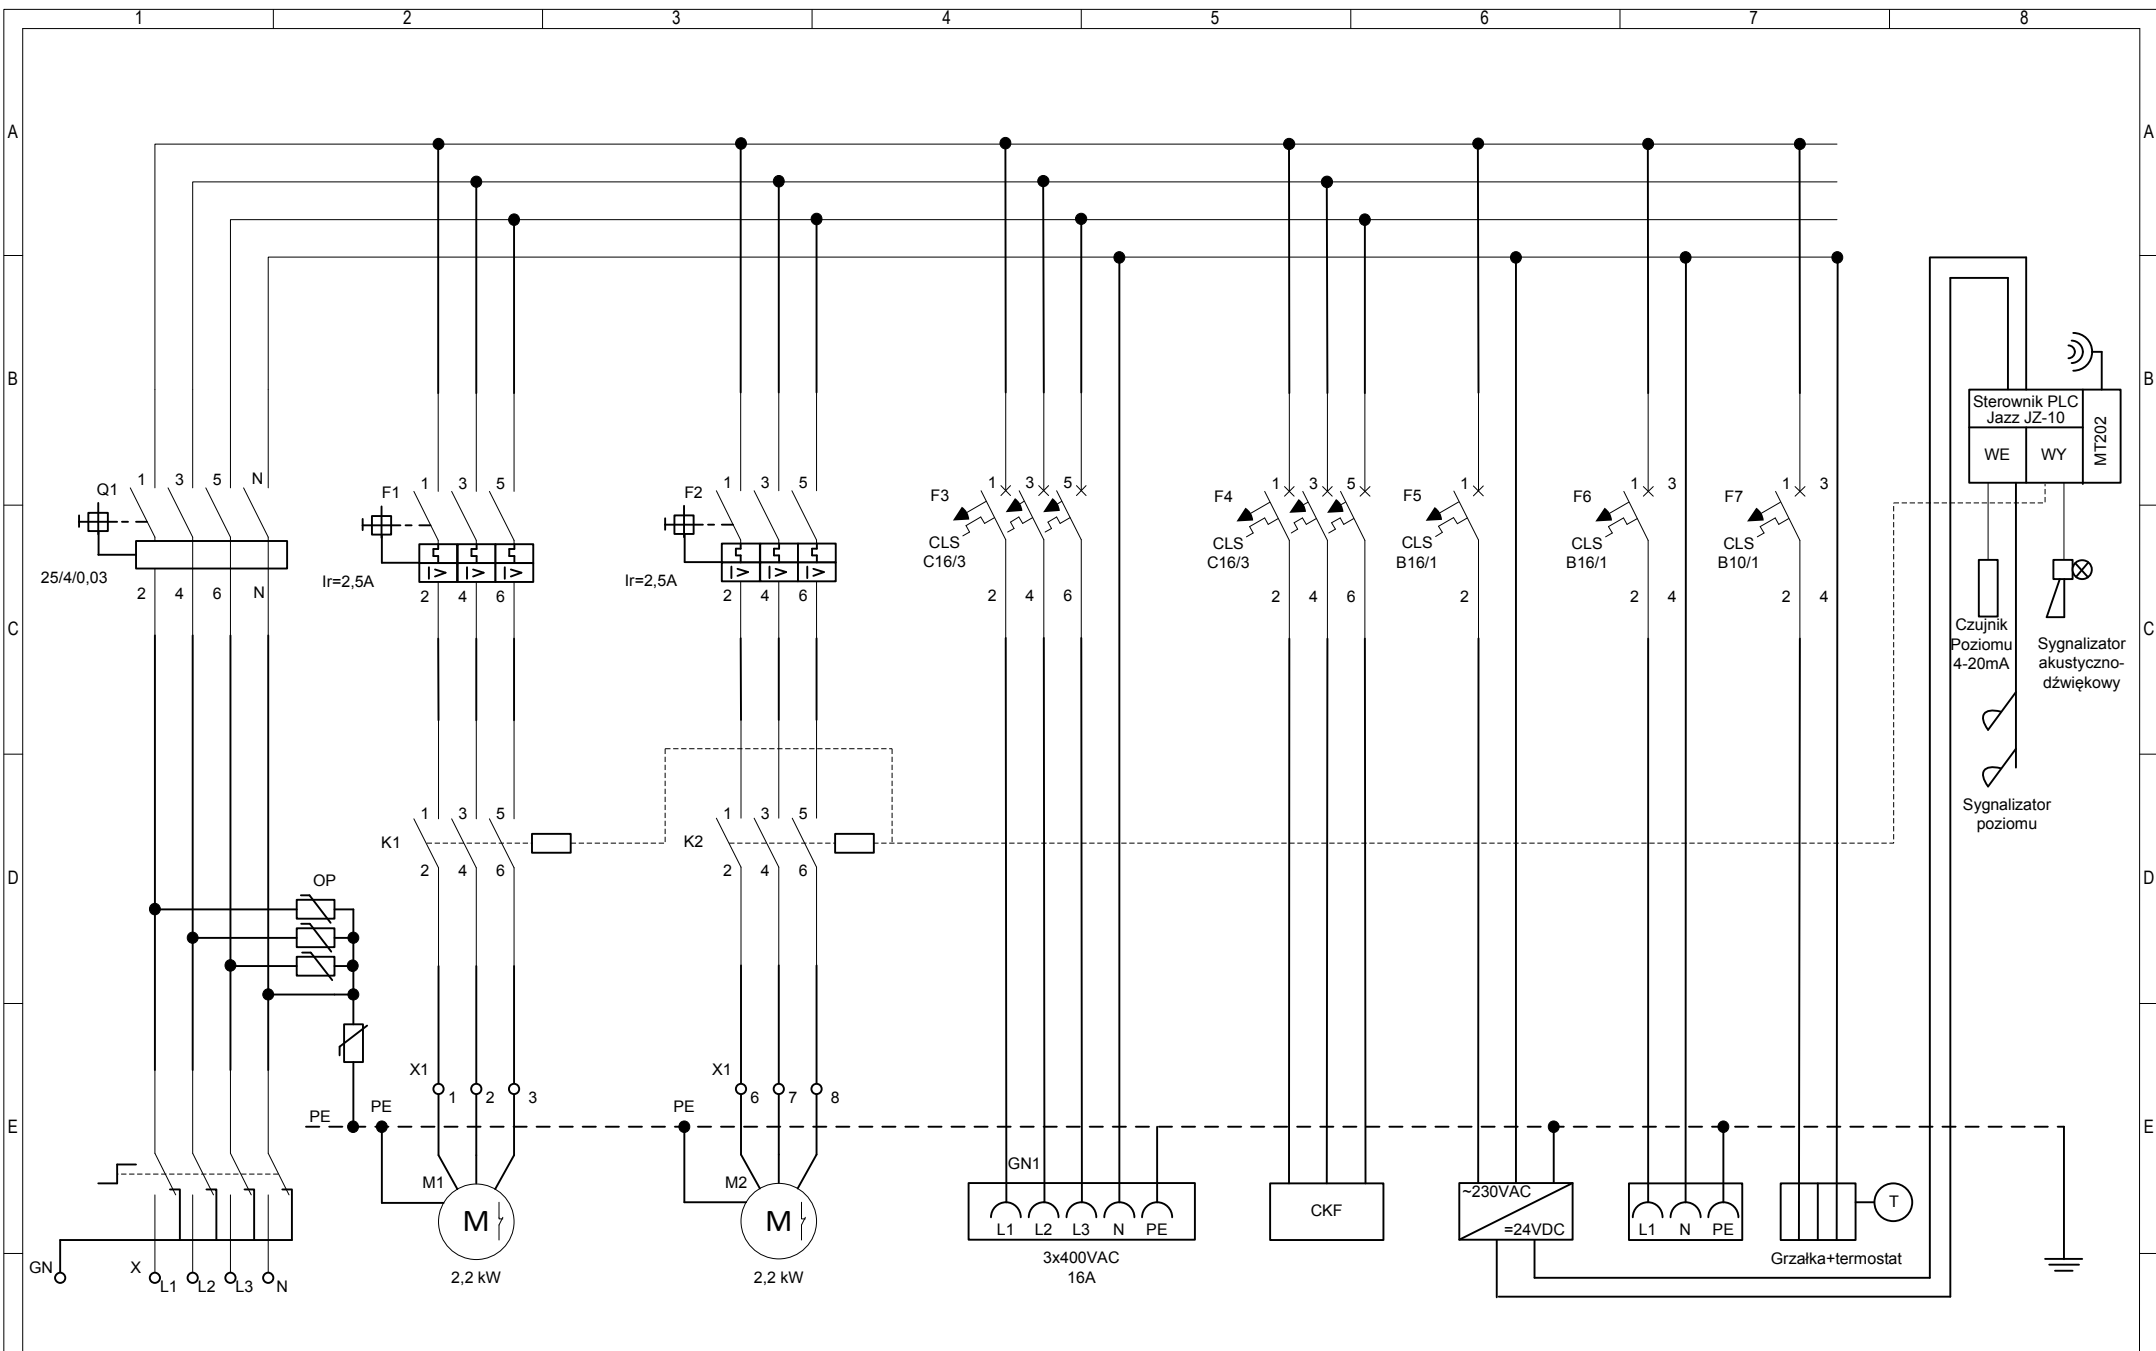 1 2 3 4 5 6 7 8
A A
B B
C C
D D
E E
Q1
1 3 5 N
25/4/0,03
2 4 6 N
F1
1 3 5
Ir=2,5A
I> I> I>
2 4 6
F2
1 3 5
Ir=2,5A
I> I> I>
2 4 6
F3
1 3 5
CLS
C16/3
2 4 6
F4
1 3 5
CLS
C16/3
2 4 6
F5
1
CLS
B16/1
2
F6
1 3
CLS
B16/1
2 4
F7
1 3
CLS
B10/1
2 4
Sterownik PLC
Jazz JZ-10
WE WY
MT202
Czujnik
Poziomu
4-20mA
Sygnalizator
akustyczno-
dźwiękowy
Sygnalizator
poziomu
K1
1 3 5
2 4 6
K2
1 3 5
2 4 6
OP
X1
1 2 3
X1
6 7 8
PE PE PE
M1
M
2,2 kW
M2
M
2,2 kW
GN1
L1 L2 L3 N PE
3x400VAC
16A
CKF
~230VAC
=24VDC
L1 N PE
T
Grzałka+termostat
GN X L1 L2 L3 N